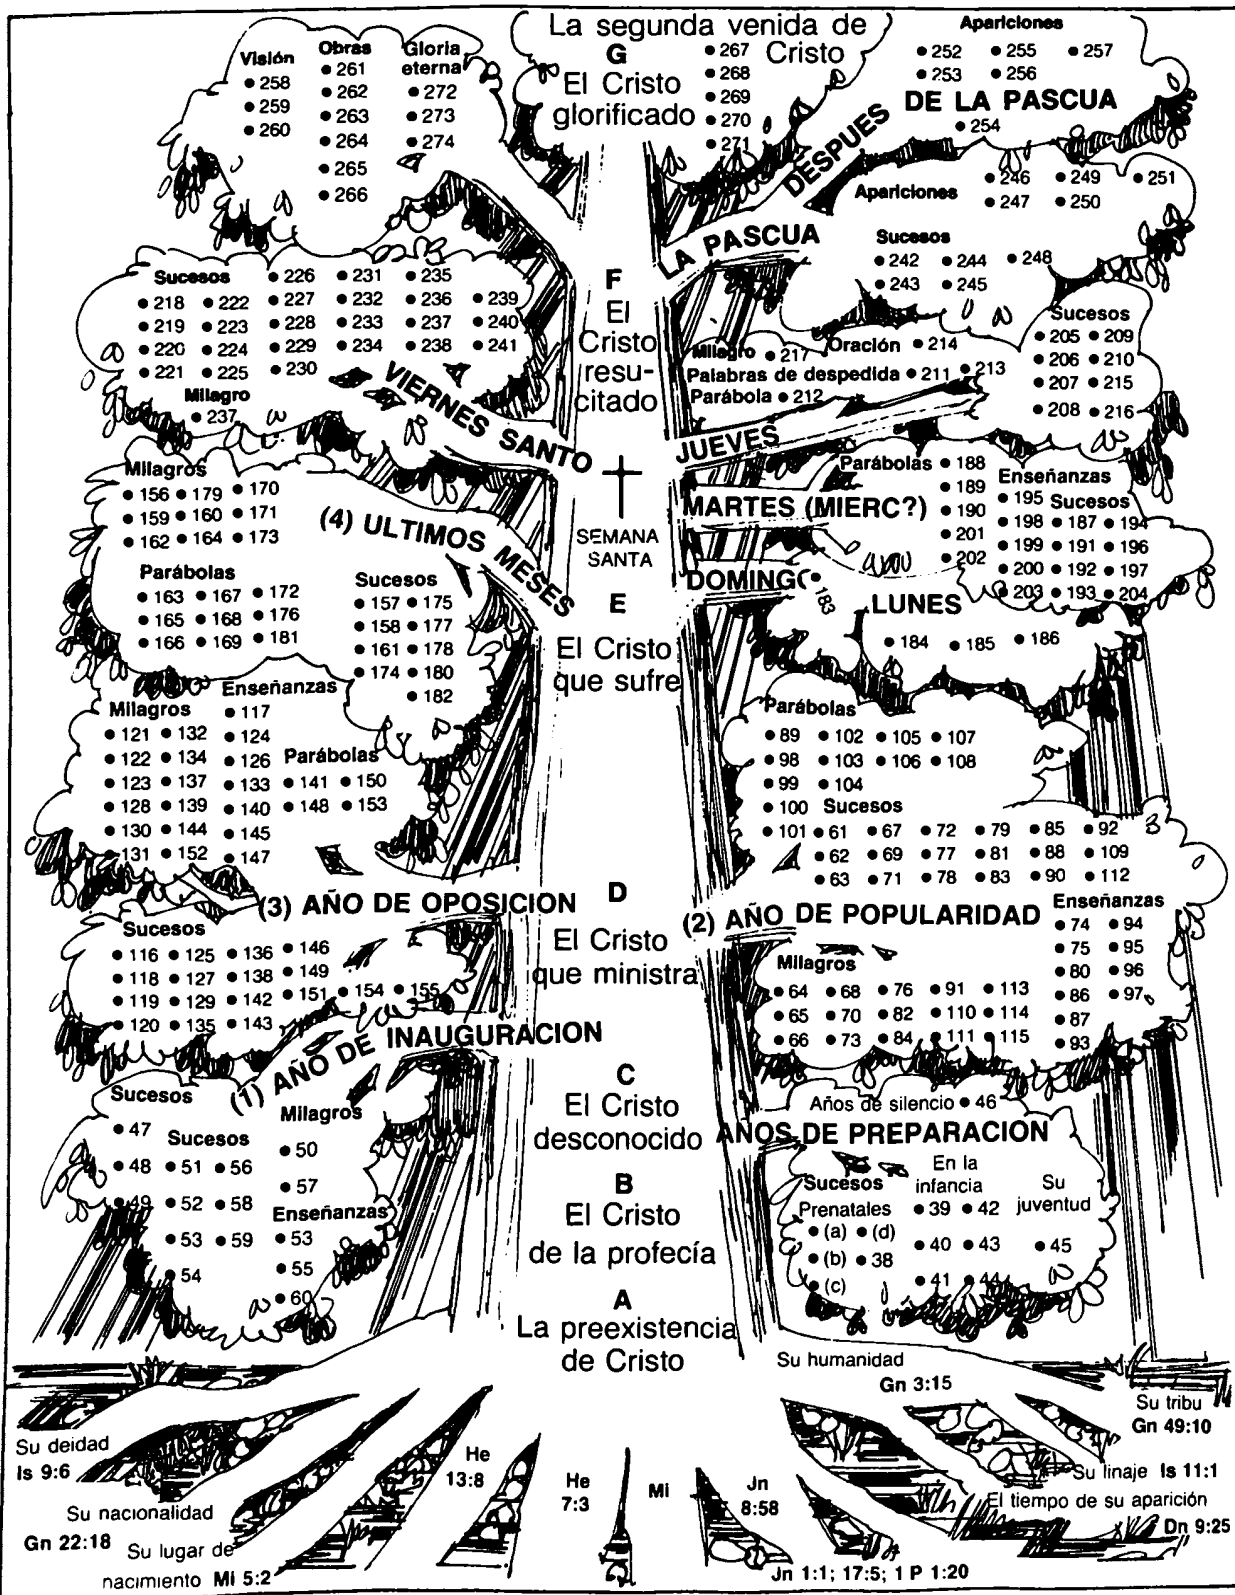 La segunda venida de
Cristo
G
El Cristo
glorificado
● 267
● 268
● 269
● 270
● 271
Visión
● 258
● 259
● 260
Obras
● 261
● 262
● 263
● 264
● 265
● 266
Gloria
eterna
● 272
● 273
● 274
Apariciones
● 252 ● 255 ● 257
● 253 ● 256
● 254
DESPUES
DE LA PASCUA
Apariciones
● 246 ● 249 ● 251
● 247 ● 250
LA PASCUA
Sucesos
● 242 ● 244 ● 248
● 243 ● 245
F
El
Cristo
resu-
citado
Sucesos
● 226 ● 231 ● 235
● 218 ● 222 ● 227 ● 232 ● 236 ● 239
● 219 ● 223 ● 228 ● 233 ● 237 ● 240
● 220 ● 224 ● 229 ● 234 ● 238 ● 241
● 221 ● 225 ● 230
Milagro
● 237
VIERNES SANTO
Milagro ● 217
Oración ● 214
Palabras de despedida ● 211 ● 213
Parábola ● 212
Sucesos
● 205 ● 209
● 206 ● 210
● 207 ● 215
● 208 ● 216
JUEVES
SEMANA
SANTA
Milagros
● 156 ● 179 ● 170
● 159 ● 160 ● 171
● 162 ● 164 ● 173
(4) ULTIMOS MESES
Parábolas
● 163 ● 167 ● 172
● 165 ● 168 ● 176
● 166 ● 169 ● 181
Sucesos
● 157 ● 175
● 158 ● 177
● 161 ● 178
● 174 ● 180
● 182
MARTES (MIERC?)
Parábolas ● 188
● 189
● 190
● 201
● 202
Enseñanzas
● 195
● 198
● 199
● 200
● 203
Sucesos
● 187 ● 194
● 191 ● 196
● 192 ● 197
● 193 ● 204
DOMINGO
● 183
LUNES
● 184 ● 185 ● 186
E
El Cristo
que sufre
Enseñanzas
● 117
● 124
● 126
● 133
● 140
● 145
● 147
Milagros
● 121 ● 132
● 122 ● 134
● 123 ● 137
● 128 ● 139
● 130 ● 144
● 131 ● 152
Parábolas
● 141 ● 150
● 148 ● 153
(3) AÑO DE OPOSICION
Sucesos
● 116 ● 125 ● 136 ● 146
● 118 ● 127 ● 138 ● 149
● 119 ● 129 ● 142 ● 151 ● 154 ● 155
● 120 ● 135 ● 143
Parábolas
● 89 ● 102 ● 105 ● 107
● 98 ● 103 ● 106 ● 108
● 99 ● 104
● 100
● 101
Sucesos
● 61 ● 67 ● 72 ● 79 ● 85 ● 92
● 62 ● 69 ● 77 ● 81 ● 88 ● 109
● 63 ● 71 ● 78 ● 83 ● 90 ● 112
D
El Cristo
que ministra
(2) AÑO DE POPULARIDAD
Enseñanzas
● 74 ● 94
● 75 ● 95
● 80 ● 96
● 86 ● 97
● 87
● 93
Milagros
● 64 ● 68 ● 76 ● 91 ● 113
● 65 ● 70 ● 82 ● 110 ● 114
● 66 ● 73 ● 84 ● 111 ● 115
(1) AÑO DE INAUGURACION
Sucesos
● 47
● 48
● 49
Sucesos
● 51 ● 56
● 52 ● 58
● 53 ● 59
● 54
Milagros
● 50
● 57
Enseñanzas
● 53
● 55
● 60
C
El Cristo
desconocido
Años de silencio ● 46
AÑOS DE PREPARACION
Sucesos
Prenatales
● (a) ● (d)
● (b) ● 38
● (c)
En la
infancia
● 39 ● 42
● 40 ● 43
● 41 ● 44
Su
juventud
● 45
B
El Cristo
de la profecía
A
La preexistencia
de Cristo
Su humanidad
Gn 3:15
Su tribu
Gn 49:10
Su deidad
Is 9:6
Su linaje Is 11:1
El tiempo de su aparición
Dn 9:25
Su nacionalidad
Gn 22:18
Su lugar de
nacimiento Mi 5:2
He
13:8
He
7:3
Mi
Jn
8:58
Jn 1:1; 17:5; 1 P 1:20